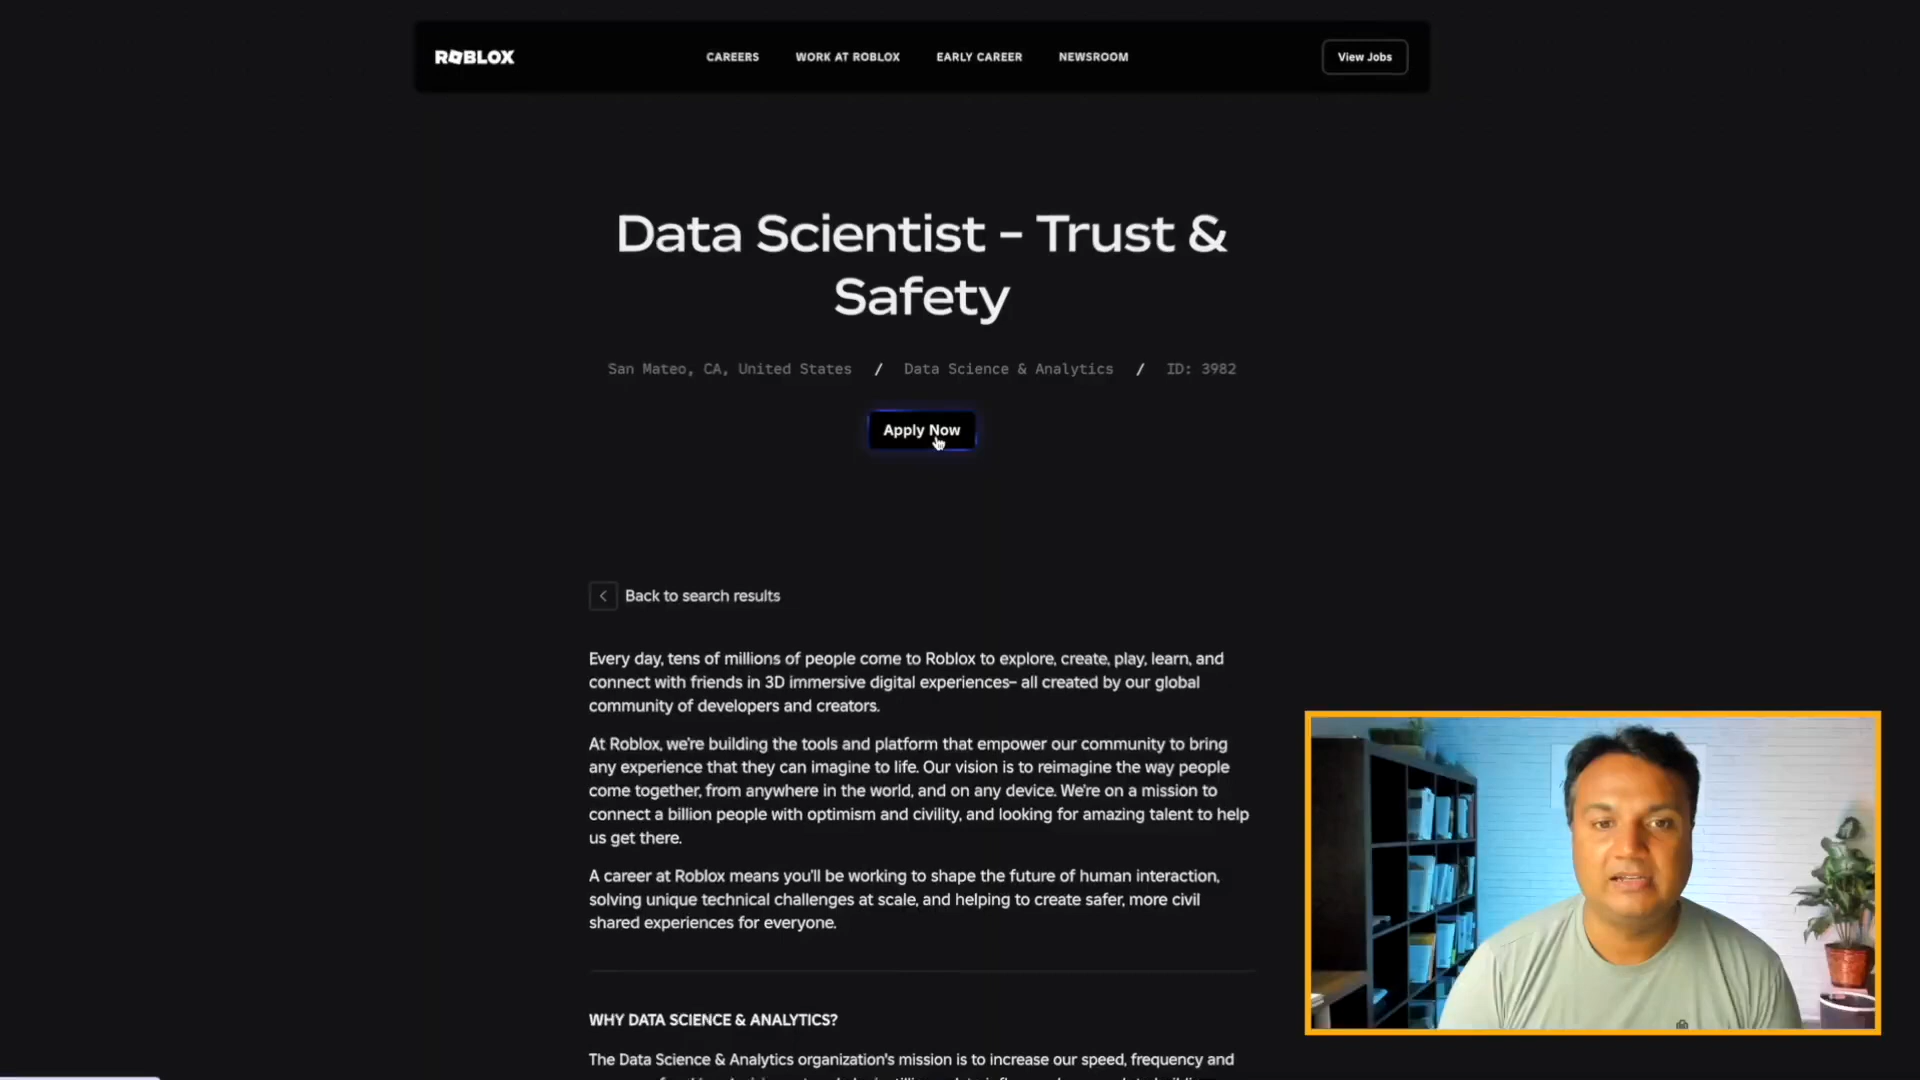 ROBLOX
CAREERS WORK AT ROBLOX EARLY CAREER NEWSROOM
View Jobs
Data Scientist – Trust &
Safety
San Mateo, CA, United States / Data Science & Analytics / ID: 3982
Apply Now
Back to search results
Every day, tens of millions of people come to Roblox to explore, create, play, learn, and
connect with friends in 3D immersive digital experiences– all created by our global
community of developers and creators.
At Roblox, we're building the tools and platform that empower our community to bring
any experience that they can imagine to life. Our vision is to reimagine the way people
come together, from anywhere in the world, and on any device. We're on a mission to
connect a billion people with optimism and civility, and looking for amazing talent to help
us get there.
A career at Roblox means you'll be working to shape the future of human interaction,
solving unique technical challenges at scale, and helping to create safer, more civil
shared experiences for everyone.
WHY DATA SCIENCE & ANALYTICS?
The Data Science & Analytics organization's mission is to increase our speed, frequency and